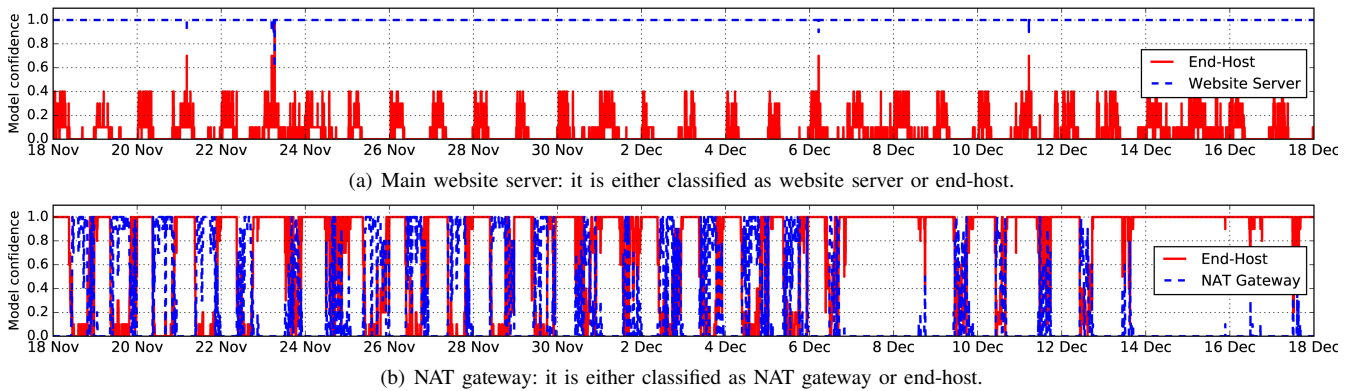 Model confidence
1.0
0.8
0.6
0.4
0.2
0.0
End-Host
Website Server
18 Nov 20 Nov 22 Nov 24 Nov 26 Nov 28 Nov 30 Nov 2 Dec 4 Dec 6 Dec 8 Dec 10 Dec 12 Dec 14 Dec 16 Dec 18 Dec
(a) Main website server: it is either classified as website server or end-host.
Model confidence
1.0
0.8
0.6
0.4
0.2
0.0
End-Host
NAT Gateway
18 Nov 20 Nov 22 Nov 24 Nov 26 Nov 28 Nov 30 Nov 2 Dec 4 Dec 6 Dec 8 Dec 10 Dec 12 Dec 14 Dec 16 Dec 18 Dec
(b) NAT gateway: it is either classified as NAT gateway or end-host.